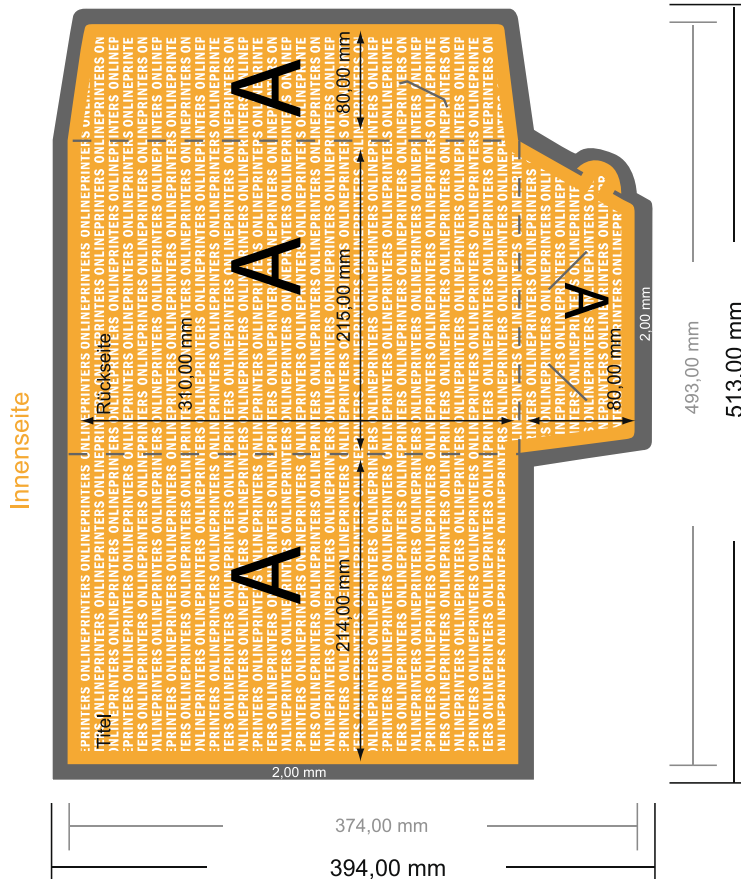 Innenseite
A
80,00 mm
A
215,00 mm
Rückseite
310,00 mm
A
80,00 mm
2,00 mm
A
214,00 mm
Titel
2,00 mm
ONLINEPRINTERS ONLINEPRINTERS ONLINEPRINTERS
493,00 mm
513,00 mm
374,00 mm
394,00 mm